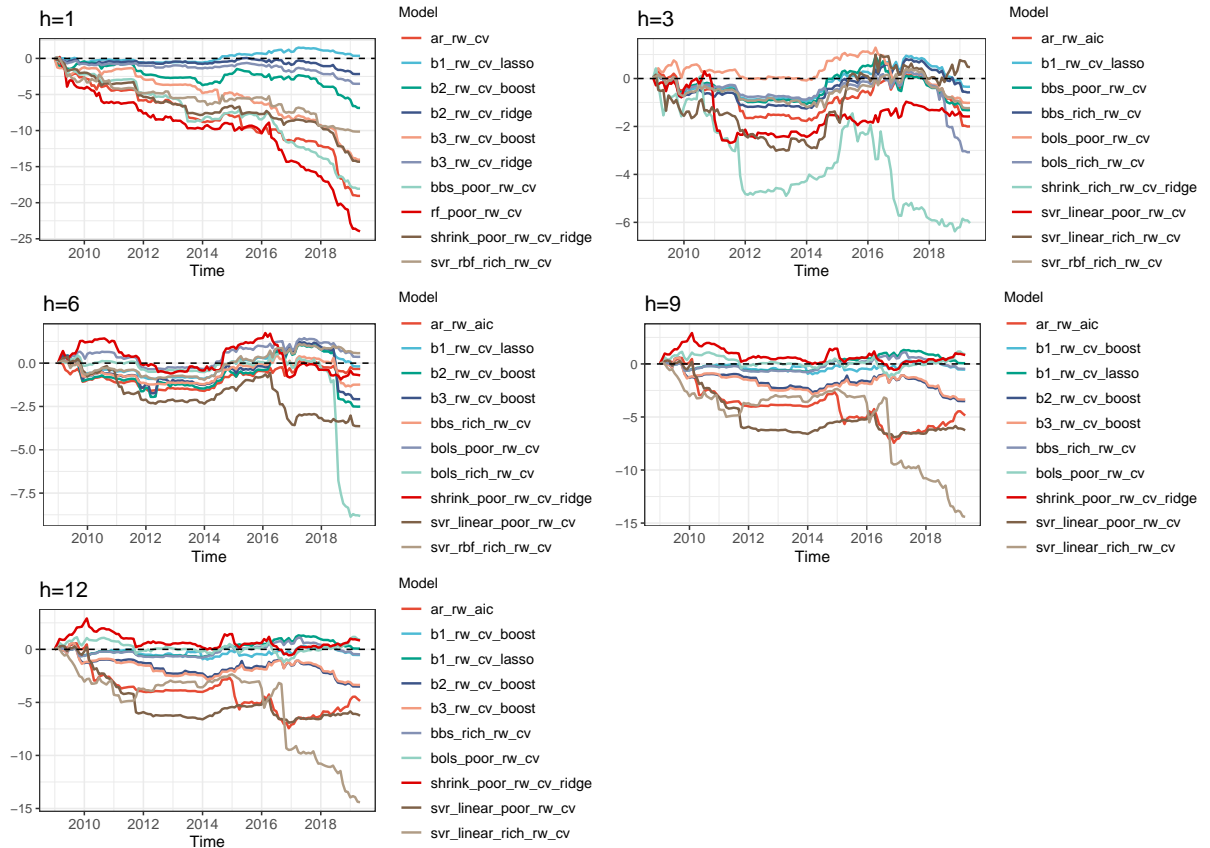 h=1
0
−5
−10
−15
−20
−25
2010
2012
2014
2016
2018
Time
Model
ar_rw_cv
b1_rw_cv_lasso
b2_rw_cv_boost
b2_rw_cv_ridge
b3_rw_cv_boost
b3_rw_cv_ridge
bbs_poor_rw_cv
rf_poor_rw_cv
shrink_poor_rw_cv_ridge
svr_rbf_rich_rw_cv
h=3
0
−2
−4
−6
2010
2012
2014
2016
2018
Time
Model
ar_rw_aic
b1_rw_cv_lasso
bbs_poor_rw_cv
bbs_rich_rw_cv
bols_poor_rw_cv
bols_rich_rw_cv
shrink_rich_rw_cv_ridge
svr_linear_poor_rw_cv
svr_linear_rich_rw_cv
svr_rbf_rich_rw_cv
h=6
0.0
−2.5
−5.0
−7.5
2010
2012
2014
2016
2018
Time
Model
ar_rw_aic
b1_rw_cv_lasso
b2_rw_cv_boost
b3_rw_cv_boost
bbs_rich_rw_cv
bols_poor_rw_cv
bols_rich_rw_cv
shrink_poor_rw_cv_ridge
svr_linear_poor_rw_cv
svr_rbf_rich_rw_cv
h=9
0
−5
−10
−15
2010
2012
2014
2016
2018
Time
Model
ar_rw_aic
b1_rw_cv_boost
b1_rw_cv_lasso
b2_rw_cv_boost
b3_rw_cv_boost
bbs_rich_rw_cv
bols_poor_rw_cv
shrink_poor_rw_cv_ridge
svr_linear_poor_rw_cv
svr_linear_rich_rw_cv
h=12
0
−5
−10
−15
2010
2012
2014
2016
2018
Time
Model
ar_rw_aic
b1_rw_cv_boost
b1_rw_cv_lasso
b2_rw_cv_boost
b3_rw_cv_boost
bbs_rich_rw_cv
bols_poor_rw_cv
shrink_poor_rw_cv_ridge
svr_linear_poor_rw_cv
svr_linear_rich_rw_cv